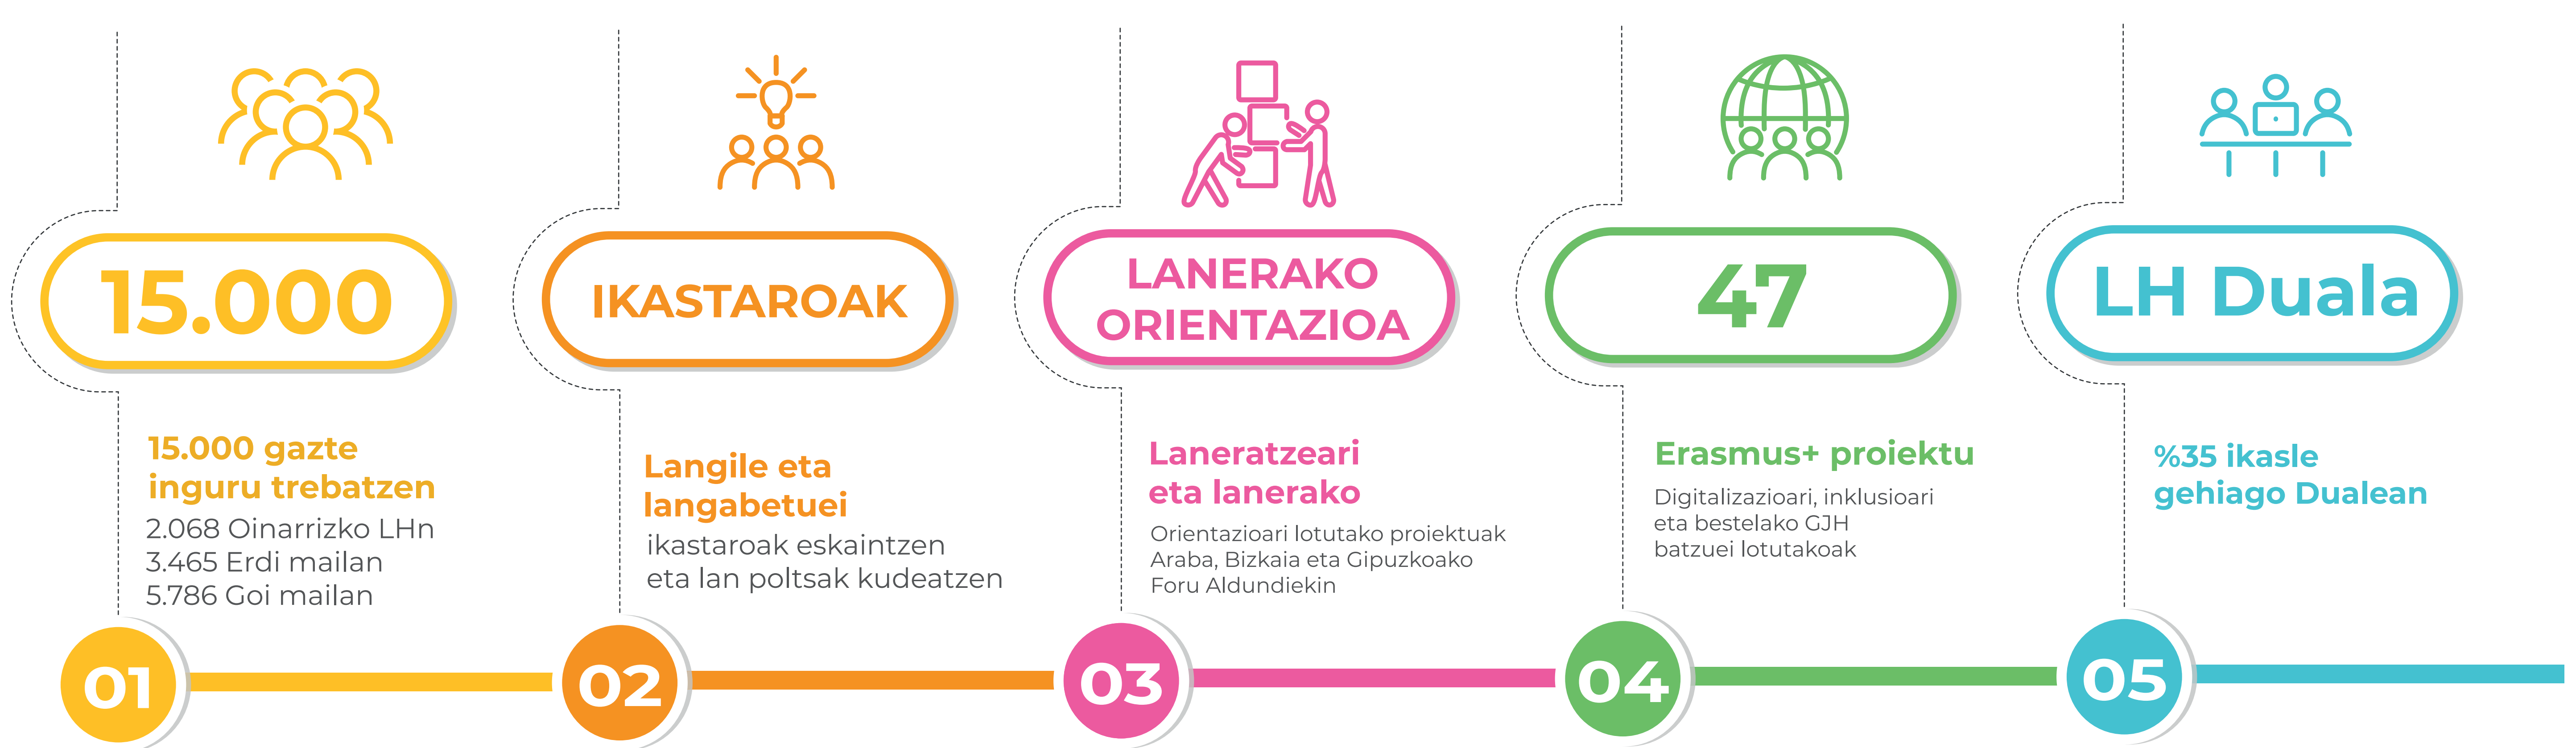 15.000
15.000 gazte
inguru trebatzen
2.068 Oinarrizko LHn
3.465 Erdi mailan
5.786 Goi mailan
01
IKASTAROAK
Langile eta
langabetuei
ikastaroak eskaintzen
eta lan poltsak kudeatzen
02
LANERAKO
ORIENTAZIOA
Laneratzeari
eta lanerako
Orientazioari lotutako proiektuak
Araba, Bizkaia eta Gipuzkoako
Foru Aldundiekin
03
47
Erasmus+ proiektu
Digitalizazioari, inklusioari
eta bestelako GJH
batzuei lotutakoak
04
LH Duala
%35 ikasle
gehiago Dualean
05